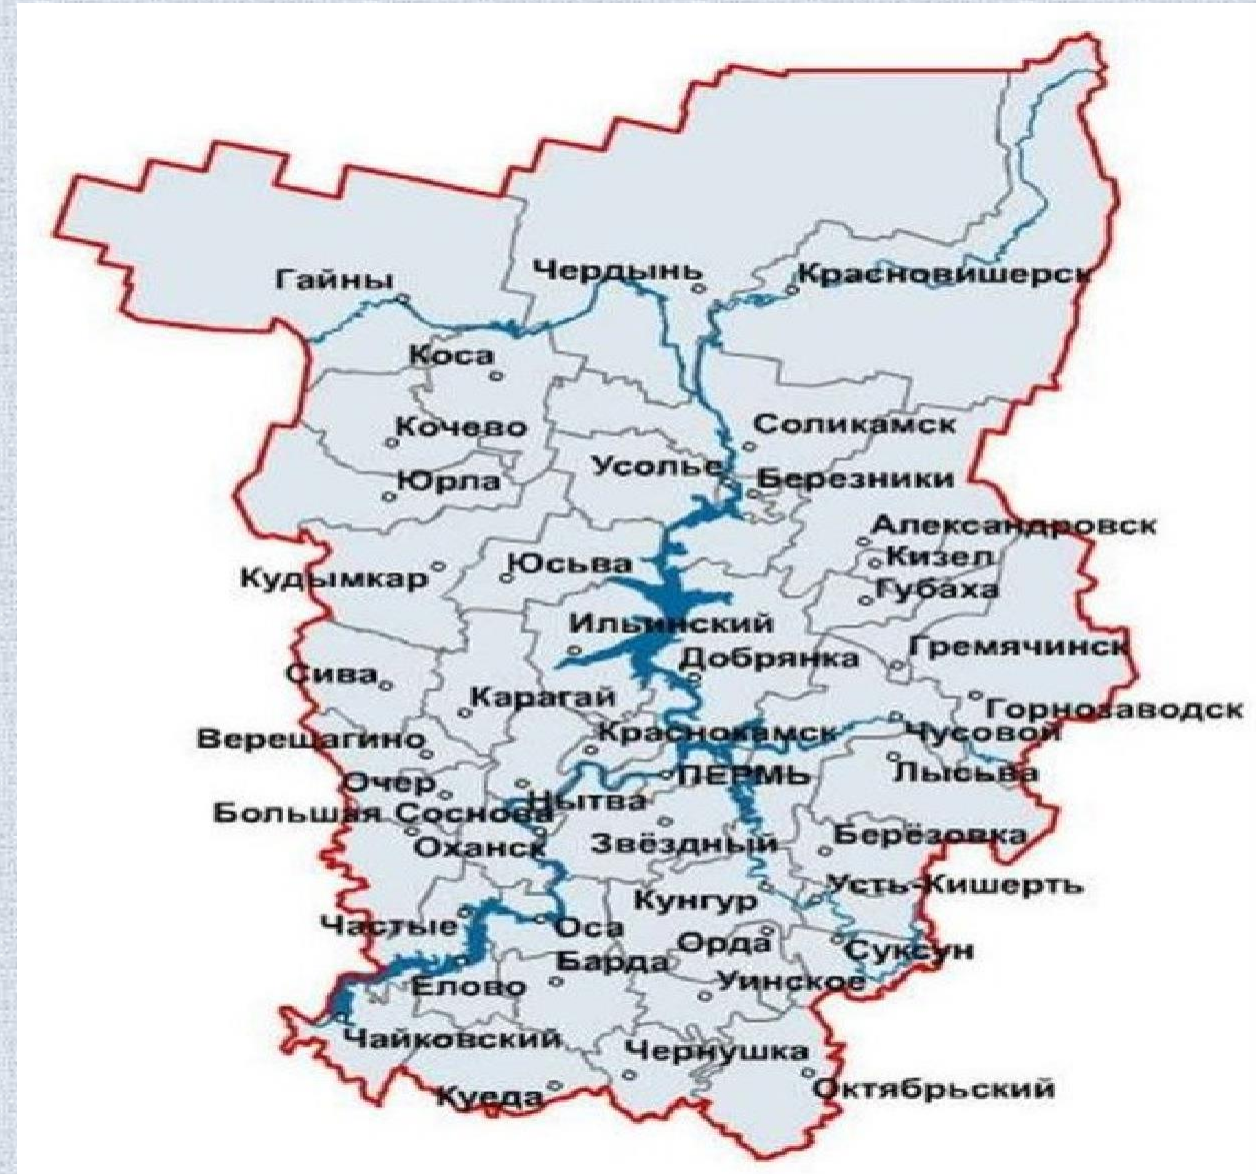 Чердынь
Красновишерск
Гайны
Коса
Кочево
Соликамск
Усолье
Березники
Юрла
Александровск
Кизел
Юсьва
Кудымкар
Губаха
Ильинский
Гремячинск
Добрянка
Сива
Карагай
Горнозаводск
Краснокамск
Чусовой
Верещагино
ПЕРМЬ
Лысьва
Очер
Нытва
Большая Соснова
Звёздный
Берёзовка
Оханск
Усть-Кишерть
Кунгур
Частые
Оса
Орда
Суксун
Барда
Уинское
Елово
Чайковский
Чернушка
Октябрьский
Куеда